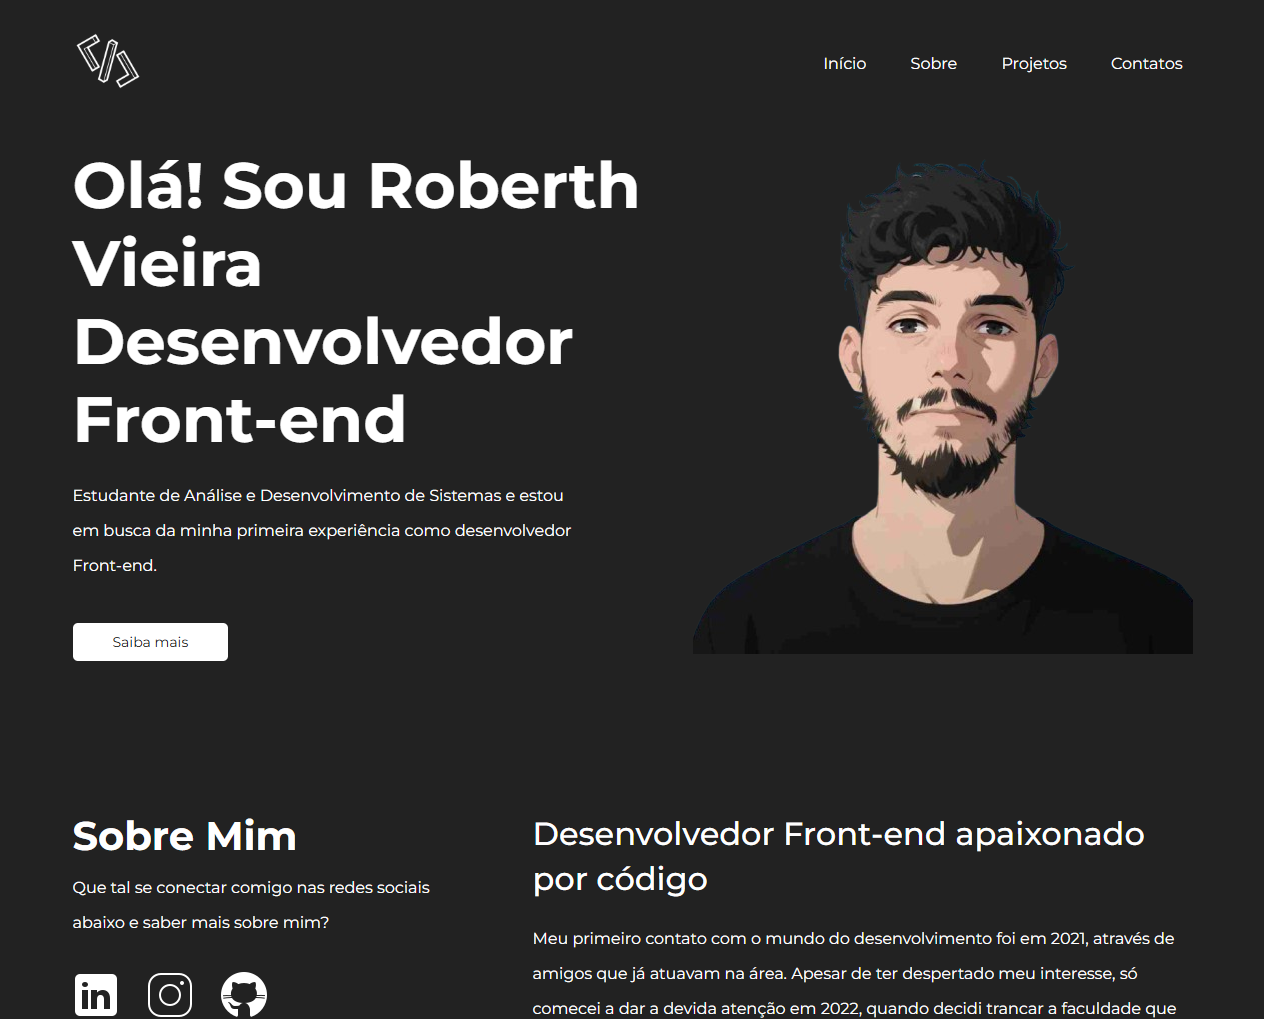 Início Sobre Projetos Contatos
Olá! Sou Roberth
Vieira
Desenvolvedor
Front-end
Estudante de Análise e Desenvolvimento de Sistemas e estou
em busca da minha primeira experiência como desenvolvedor
Front-end.
Saiba mais
Sobre Mim
Que tal se conectar comigo nas redes sociais
abaixo e saber mais sobre mim?
in
Desenvolvedor Front-end apaixonado
por código
Meu primeiro contato com o mundo do desenvolvimento foi em 2021, através de
amigos que já atuavam na área. Apesar de ter despertado meu interesse, só
comecei a dar a devida atenção em 2022, quando decidi trancar a faculdade que